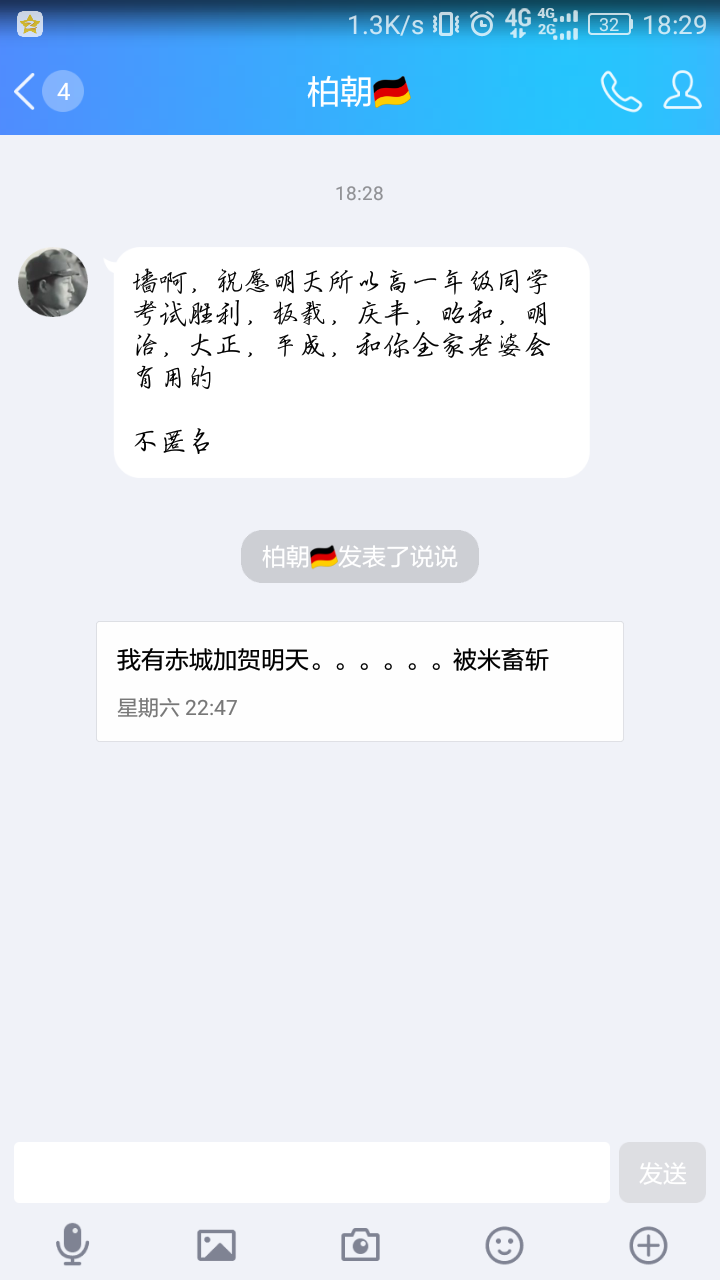 1.3K/s 4G 4G 2G 32 18:29
4 柏朝🇩🇪
18:28
墙啊，祝愿明天所以高一年级同学
考试胜利，板载，庆丰，昭和，明
治，大正，平成，和你全家老婆会
有用的
不匿名
柏朝🇩🇪发表了说说
我有赤城加贺明天。。。。。。被米畜斩
星期六 22:47
发送